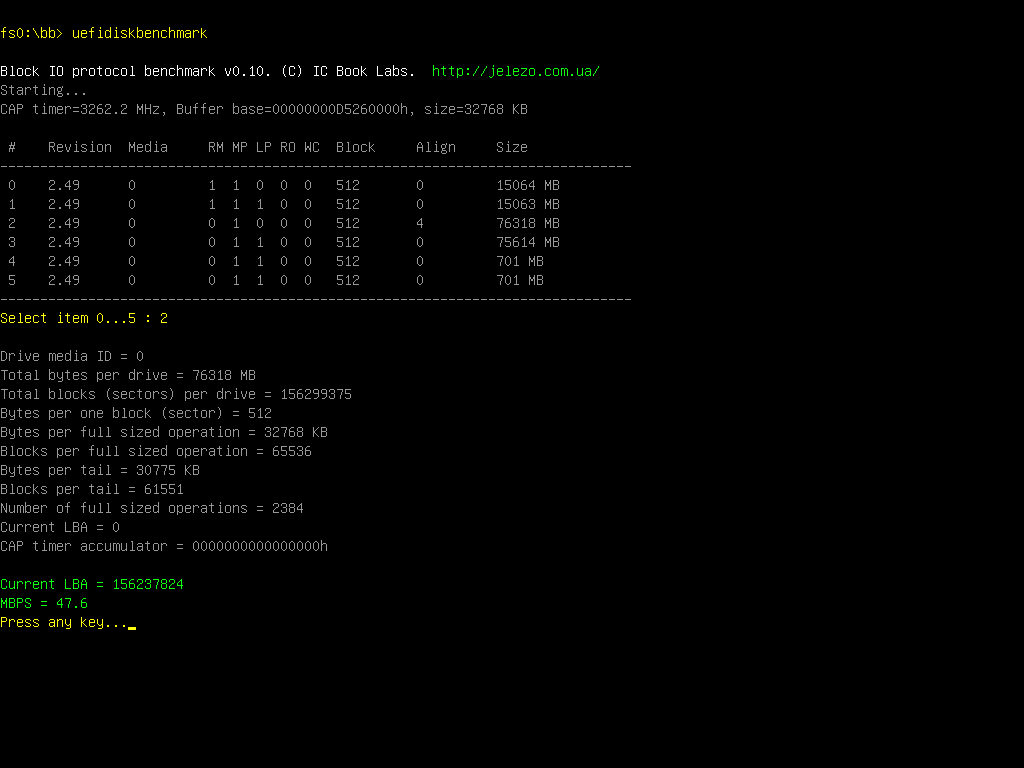 fs0:\bb> uefidiskbenchmark
Block IO protocol benchmark v0.10. (C) IC Book Labs.  http://jelezo.com.ua/
Starting...
CAP timer=3262.2 MHz, Buffer base=00000000D5260000h, size=32768 KB
 #    Revision  Media     RM MP LP RO WC  Block     Align     Size
-------------------------------------------------------------------------------
 0    2.49      0         1  1  0  0  0   512       0         15064 MB
 1    2.49      0         1  1  1  0  0   512       0         15063 MB
 2    2.49      0         0  1  0  0  0   512       4         76318 MB
 3    2.49      0         0  1  1  0  0   512       0         75614 MB
 4    2.49      0         0  1  1  0  0   512       0         701 MB
 5    2.49      0         0  1  1  0  0   512       0         701 MB
-------------------------------------------------------------------------------
Select item 0...5 : 2
Drive media ID = 0
Total bytes per drive = 76318 MB
Total blocks (sectors) per drive = 156299375
Bytes per one block (sector) = 512
Bytes per full sized operation = 32768 KB
Blocks per full sized operation = 65536
Bytes per tail = 30775 KB
Blocks per tail = 61551
Number of full sized operations = 2384
Current LBA = 0
CAP timer accumulator = 0000000000000000h
Current LBA = 156237824
MBPS = 47.6
Press any key..._